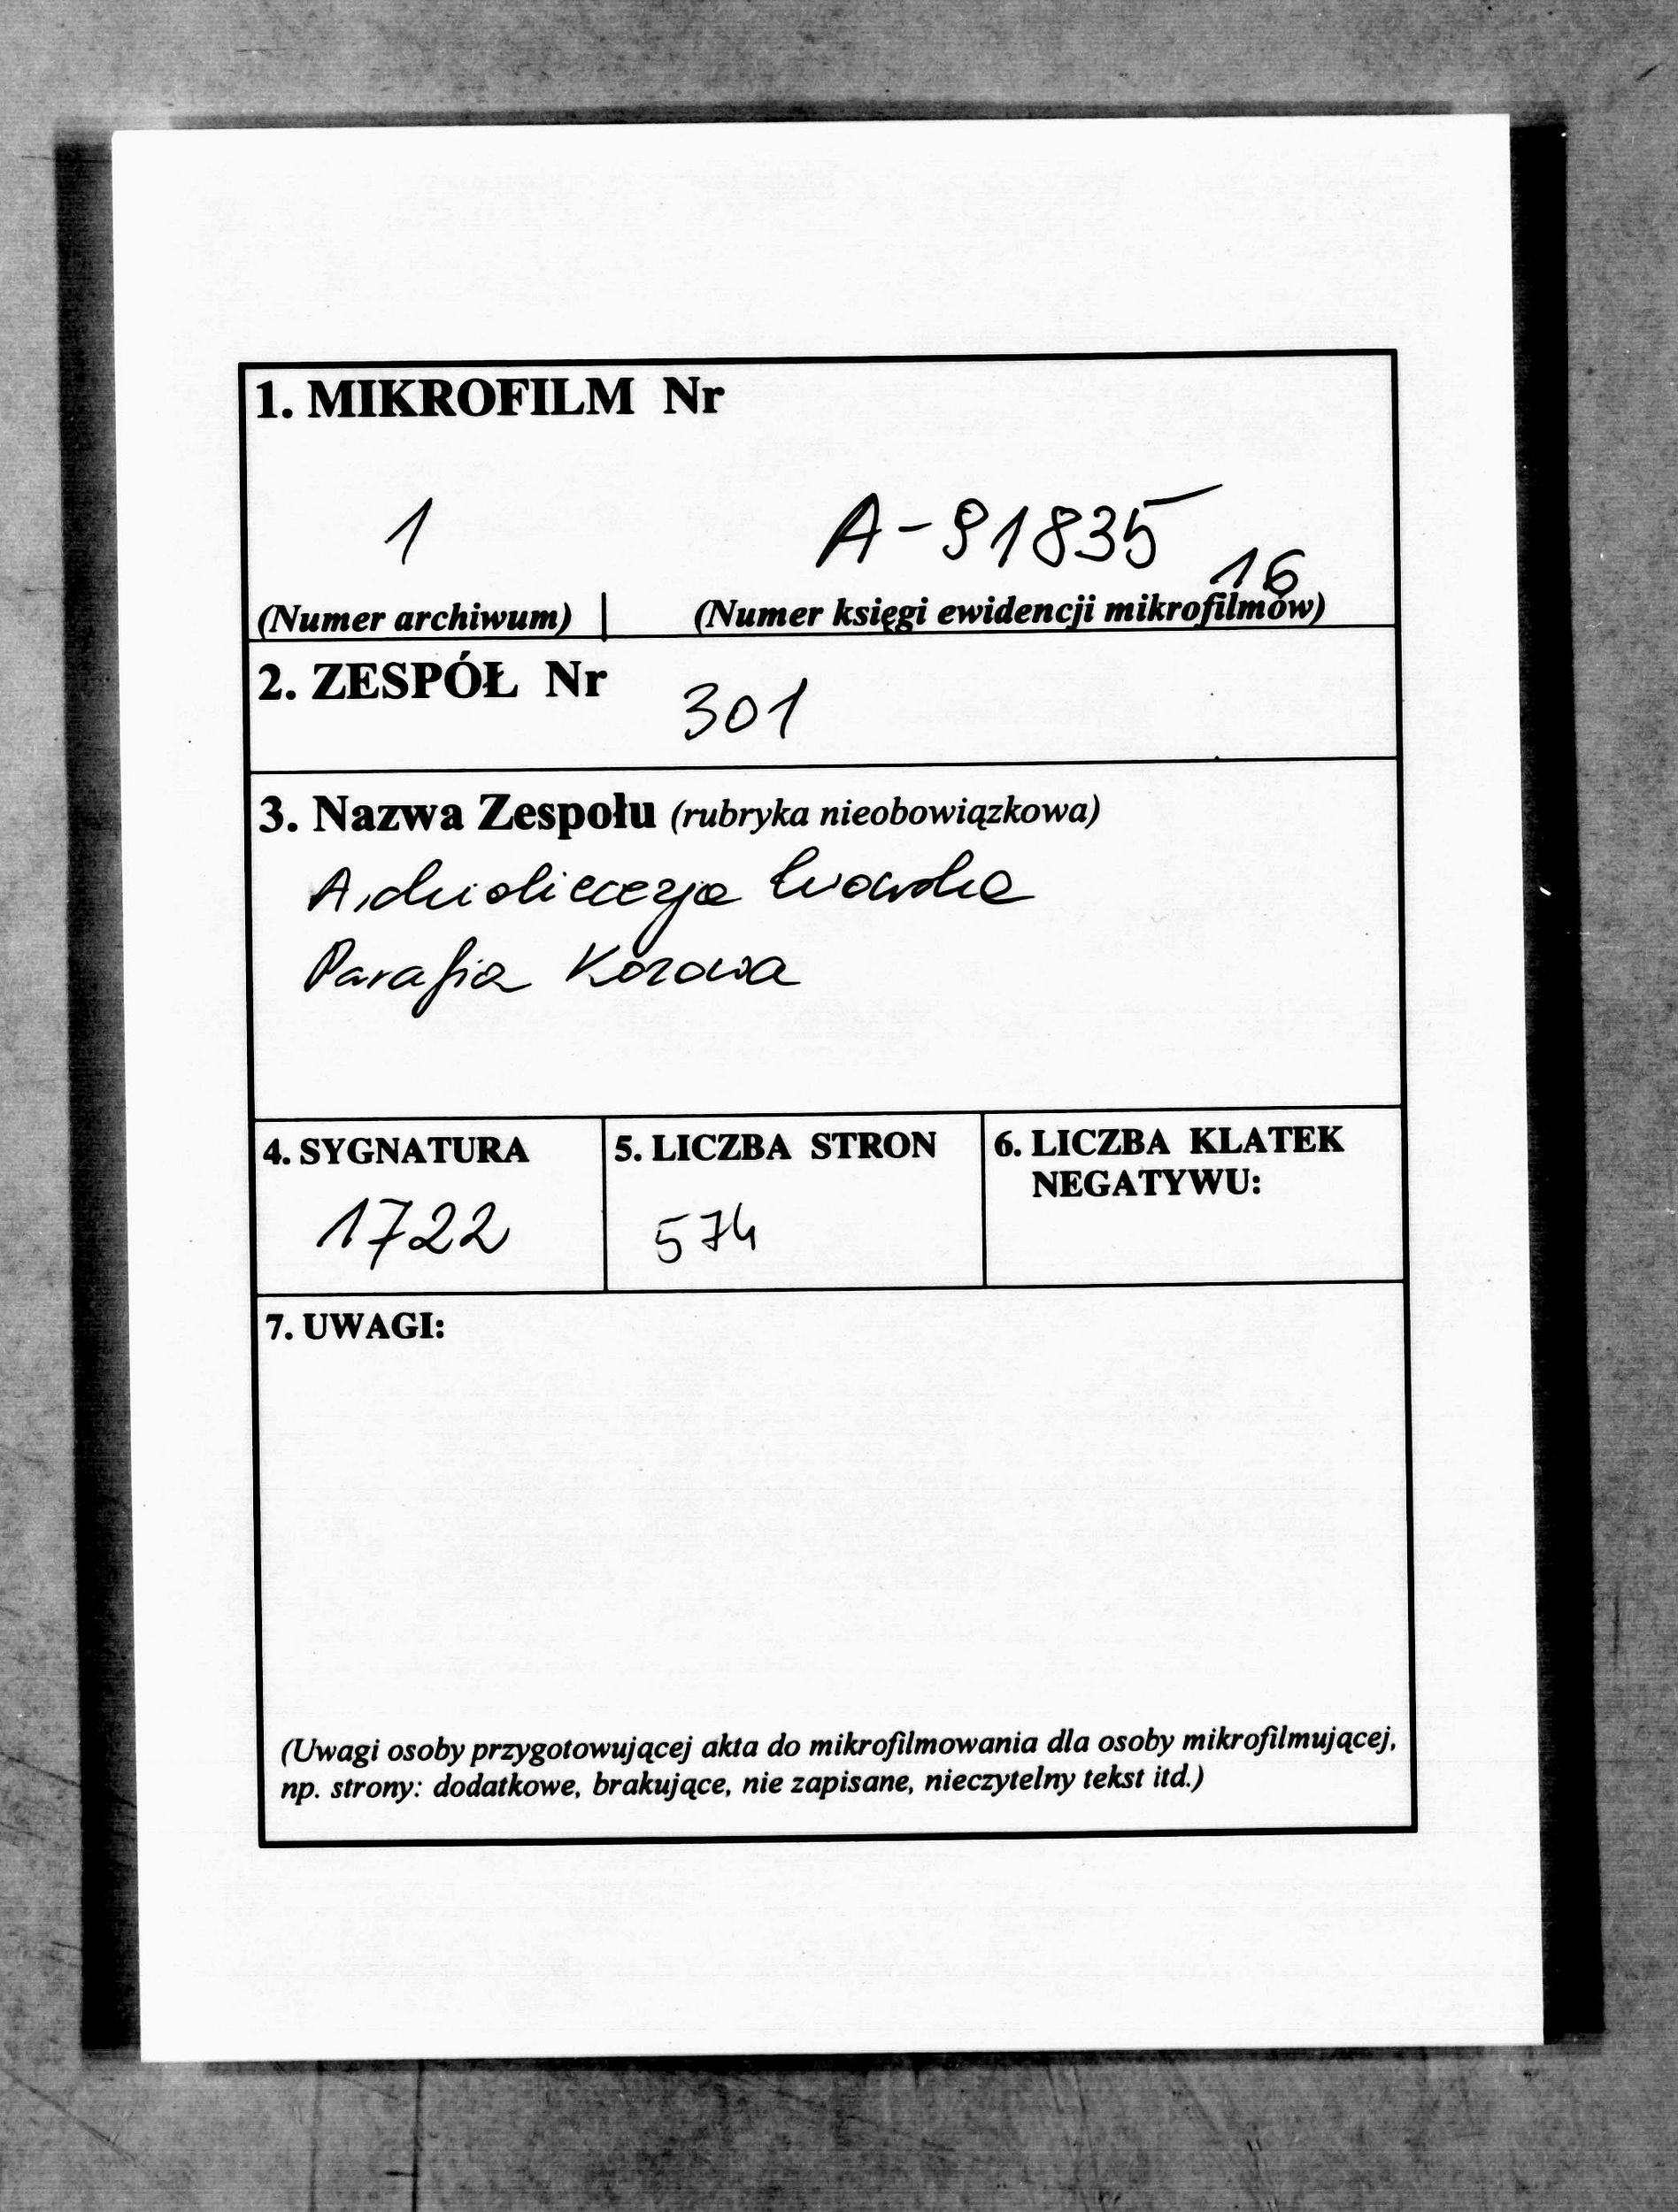 1. MIKROFILM Nr
1 A-91835
16
(Numer archiwum) (Numer księgi ewidencji mikrofilmów)
2. ZESPÓŁ Nr 301
3. Nazwa Zespołu (rubryka nieobowiązkowa)
Archidiecezja Lwowska
Parafia Kozowa
4. SYGNATURA 5. LICZBA STRON 6. LICZBA KLATEK
NEGATYWU:
1722 574
7. UWAGI:
(Uwagi osoby przygotowującej akta do mikrofilmowania dla osoby mikrofilmującej,
np. strony: dodatkowe, brakujące, nie zapisane, nieczytelny tekst itd.)